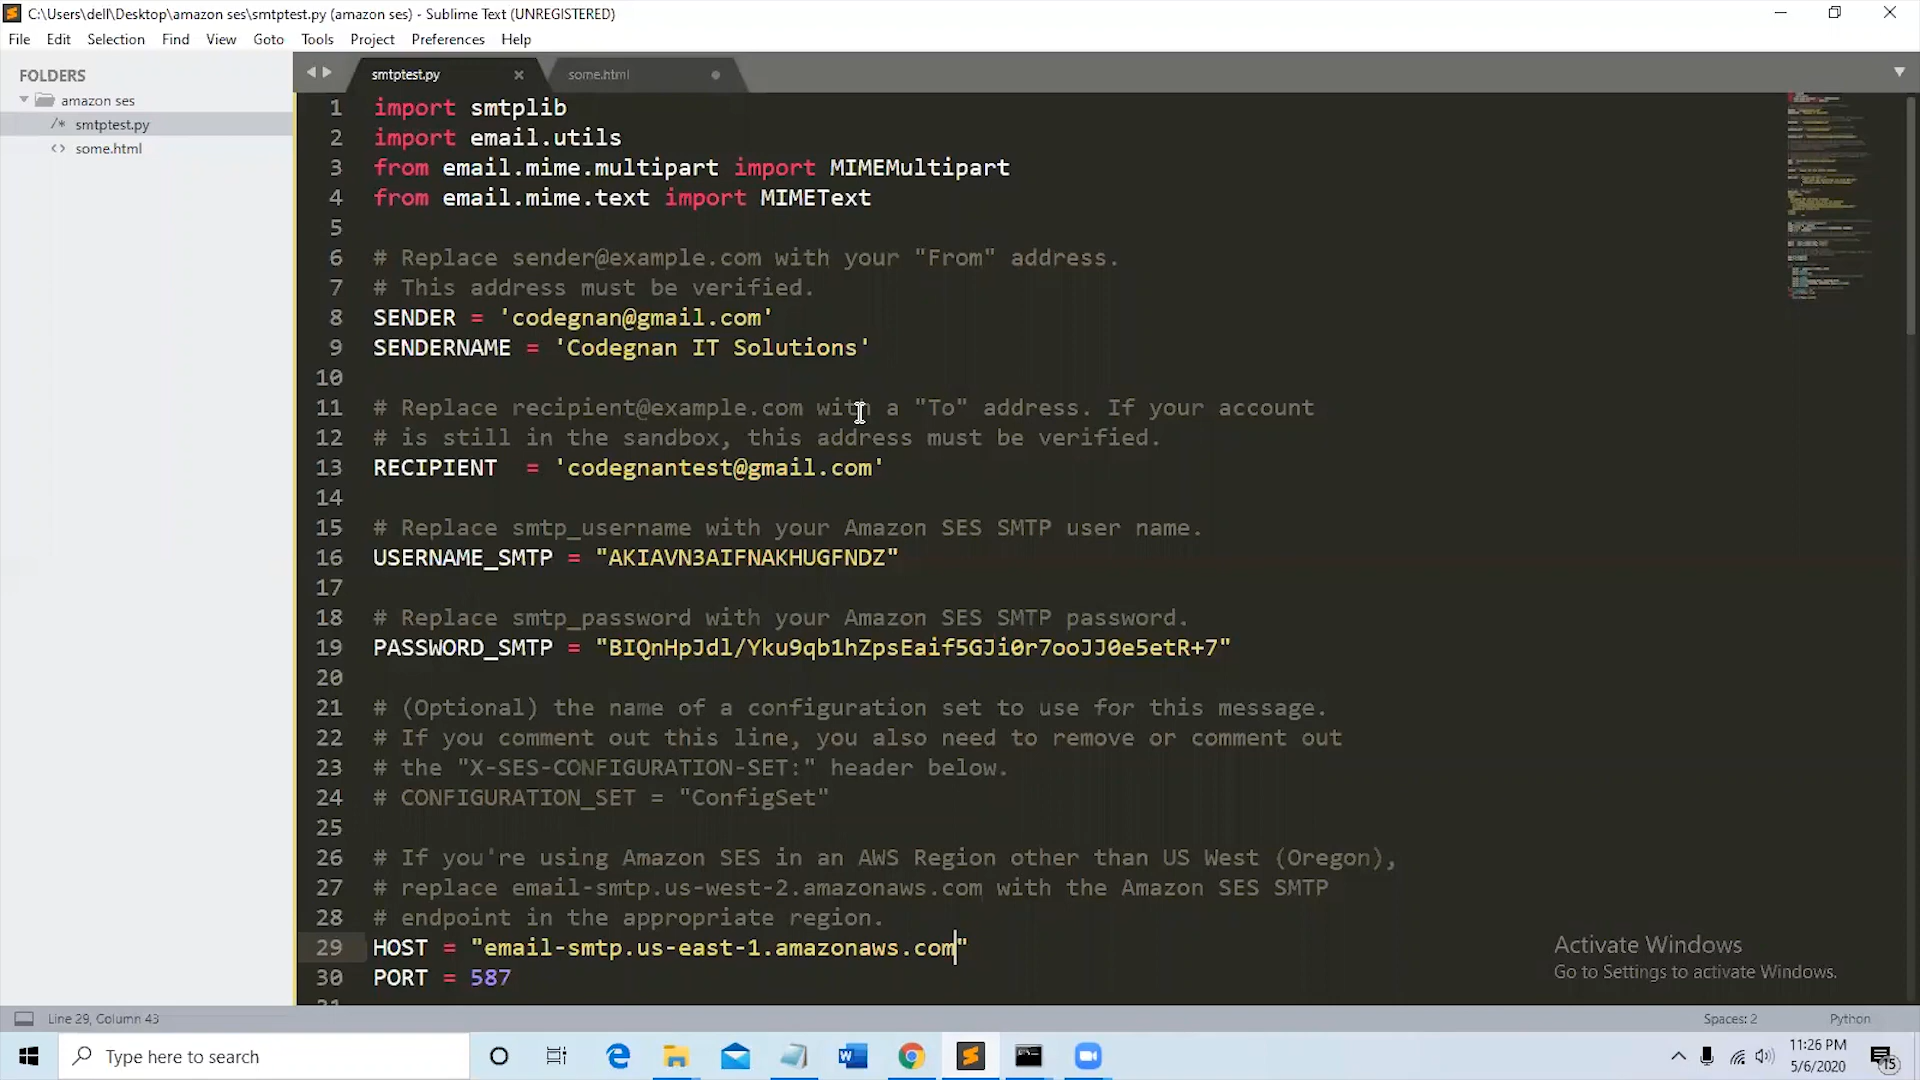 C:\Users\dell\Desktop\amazon ses\smtptest.py (amazon ses) - Sublime Text (UNREGISTERED)
File Edit Selection Find View Goto Tools Project Preferences Help
FOLDERS
amazon ses
/* smtptest.py
<> some.html
smtptest.py × some.html
1 import smtplib
2 import email.utils
3 from email.mime.multipart import MIMEMultipart
4 from email.mime.text import MIMEText
5
6 # Replace sender@example.com with your "From" address.
7 # This address must be verified.
8 SENDER = 'codegnan@gmail.com'
9 SENDERNAME = 'Codegnan IT Solutions'
10
11 # Replace recipient@example.com with a "To" address. If your account
12 # is still in the sandbox, this address must be verified.
13 RECIPIENT  = 'codegnantest@gmail.com'
14
15 # Replace smtp_username with your Amazon SES SMTP user name.
16 USERNAME_SMTP = "AKIAVN3AIFNAKHUGFNDZ"
17
18 # Replace smtp_password with your Amazon SES SMTP password.
19 PASSWORD_SMTP = "BIQnHpJdl/Yku9qb1hZpsEaif5GJi0r7ooJJ0e5etR+7"
20
21 # (Optional) the name of a configuration set to use for this message.
22 # If you comment out this line, you also need to remove or comment out
23 # the "X-SES-CONFIGURATION-SET:" header below.
24 # CONFIGURATION_SET = "ConfigSet"
25
26 # If you're using Amazon SES in an AWS Region other than US West (Oregon),
27 # replace email-smtp.us-west-2.amazonaws.com with the Amazon SES SMTP
28 # endpoint in the appropriate region.
29 HOST = "email-smtp.us-east-1.amazonaws.com"
30 PORT = 587
Activate Windows
Go to Settings to activate Windows.
Line 29, Column 43
Spaces: 2
Python
Type here to search
11:26 PM
5/6/2020
15